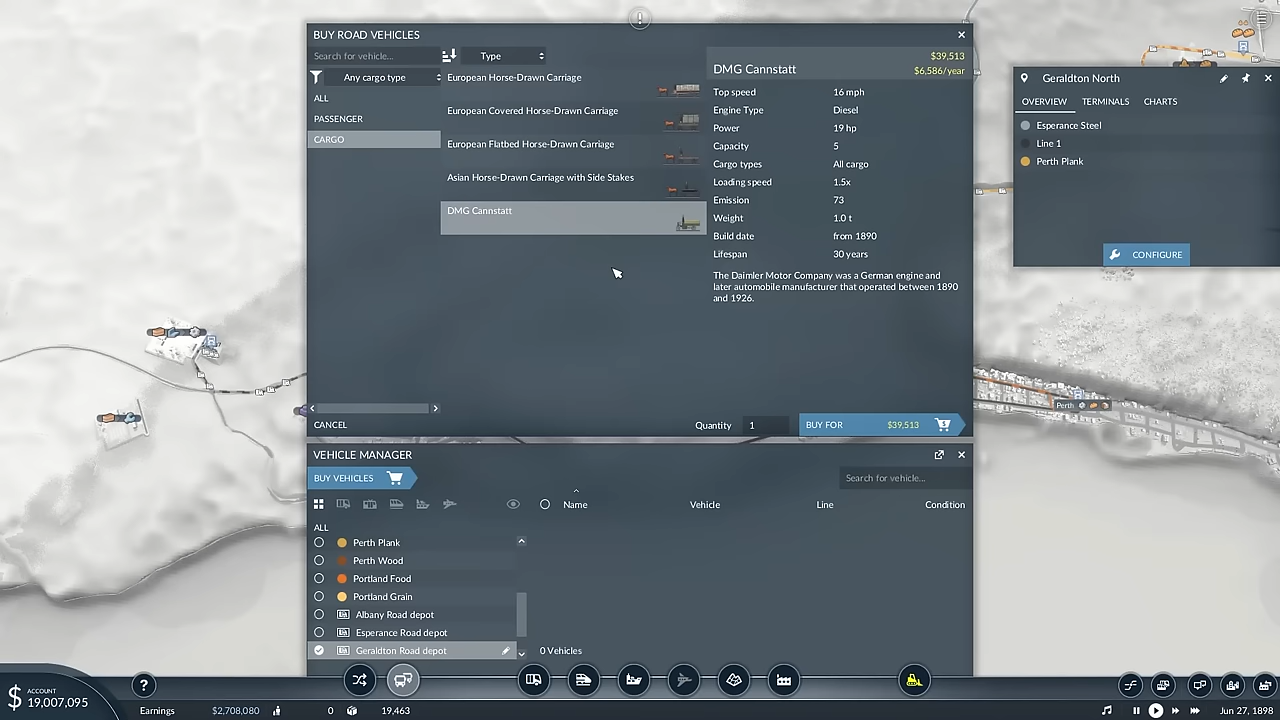 BUY ROAD VEHICLES
Search for vehicle...
Type
Any cargo type
ALL
PASSENGER
CARGO
European Horse-Drawn Carriage
European Covered Horse-Drawn Carriage
European Flatbed Horse-Drawn Carriage
Asian Horse-Drawn Carriage with Side Stakes
DMG Cannstatt
$39,513
DMG Cannstatt
$6,586/year
Top speed 16 mph
Engine Type Diesel
Power 19 hp
Capacity 5
Cargo types All cargo
Loading speed 1.5x
Emission 73
Weight 1.0 t
Build date from 1890
Lifespan 30 years
The Daimler Motor Company was a German engine and
later automobile manufacturer that operated between 1890
and 1926.
CANCEL
Quantity 1
BUY FOR $39,513
Geraldton North
OVERVIEW TERMINALS CHARTS
Esperance Steel
Line 1
Perth Plank
CONFIGURE
Perth
VEHICLE MANAGER
BUY VEHICLES
Search for vehicle...
Name Vehicle Line Condition
ALL
Perth Plank
Perth Wood
Portland Food
Portland Grain
Albany Road depot
Esperance Road depot
Geraldton Road depot
0 Vehicles
$ ACCOUNT
19,007,095
?
Earnings $2,708,080 0 19,463
Jun 27, 1898